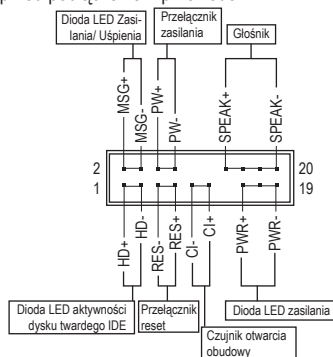 Dioda LED Zasi-
lania/ Uśpienia
Przełącznik
zasilania
Głośnik
MSG+
MSG-
PW+
PW-
SPEAK+
SPEAK-
2
20
1
19
HD+
HD-
RES-
RES+
CI-
CI+
PWR+
PWR-
Dioda LED aktywności
dysku twardego IDE
Przełącznik
reset
Dioda LED zasilania
Czujnik otwarcia
obudowy